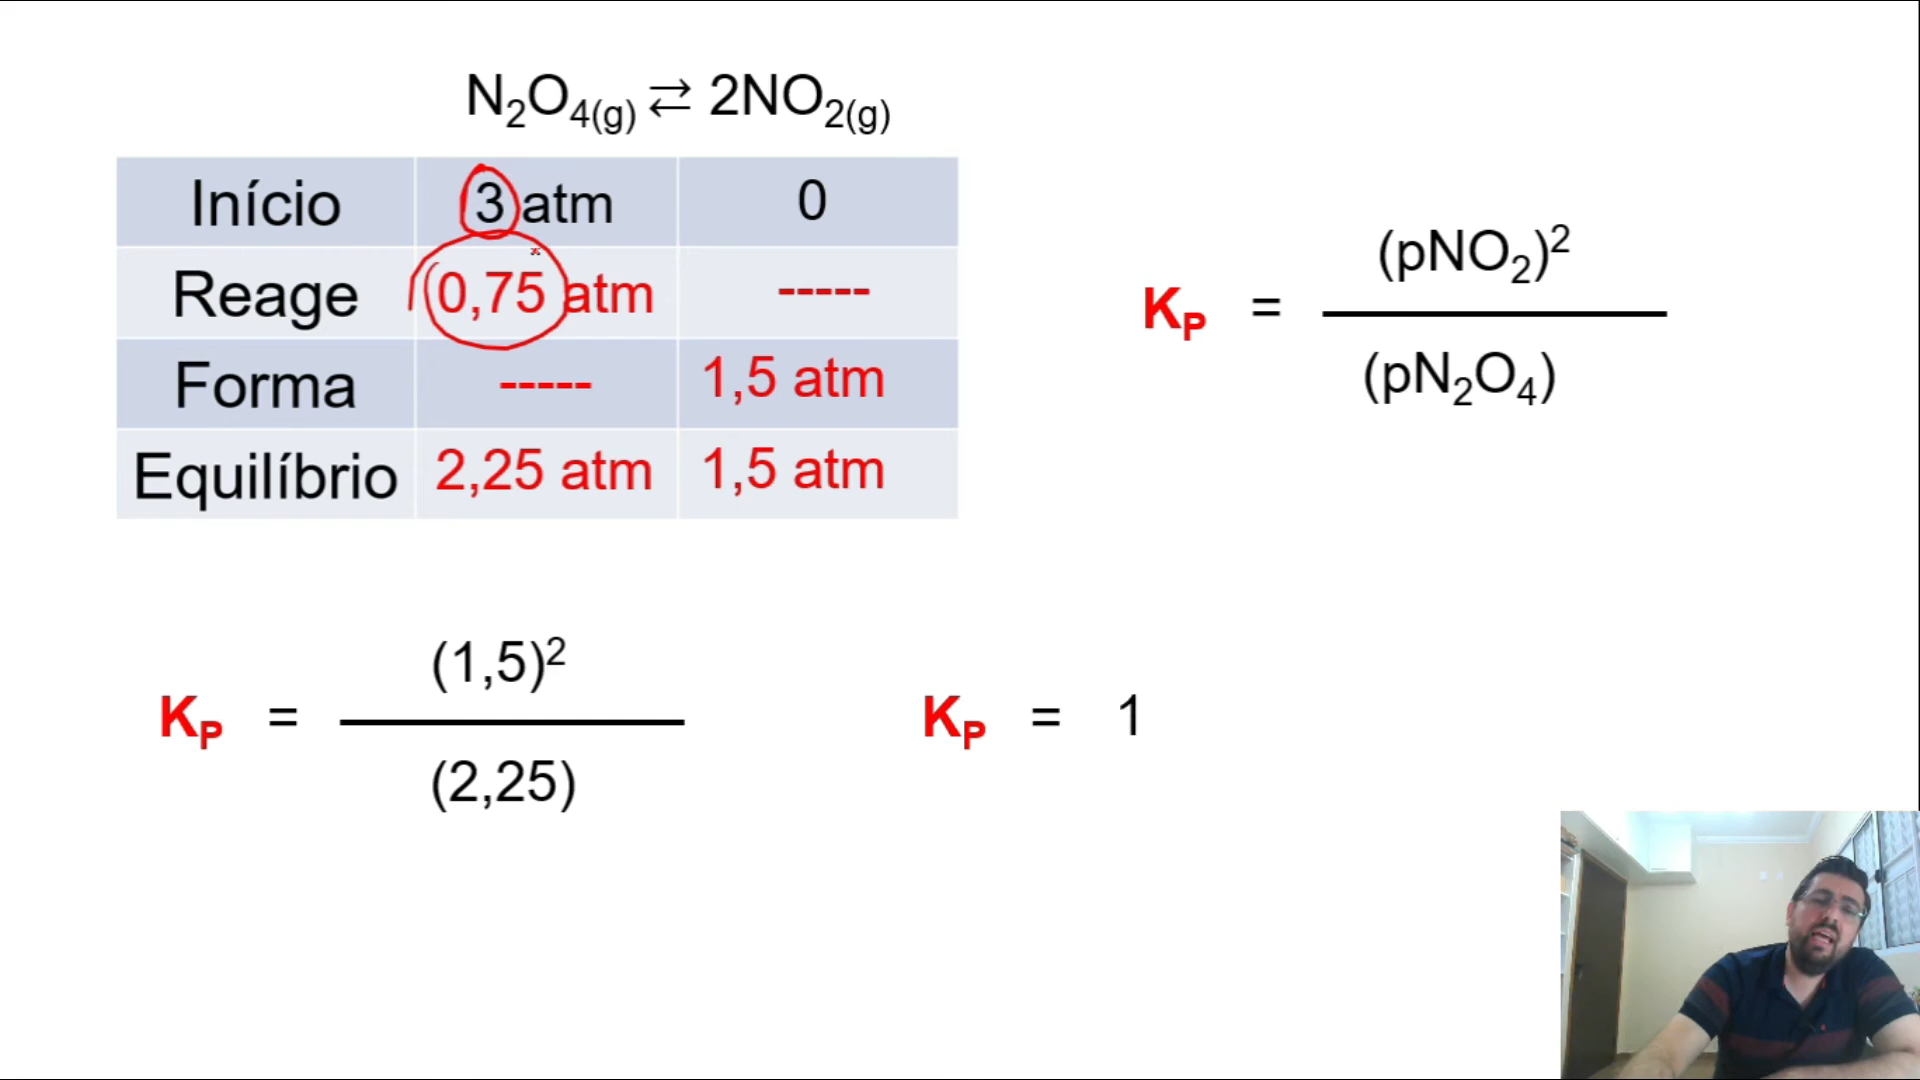 N₂O₄(g) ⇄ 2NO₂(g)
Início 3 atm 0
Reage 0,75 atm -----
Forma ----- 1,5 atm
Equilíbrio 2,25 atm 1,5 atm
(pNO₂)²
Kₚ =
(pN₂O₄)
(1,5)²
Kₚ =
(2,25)
Kₚ = 1